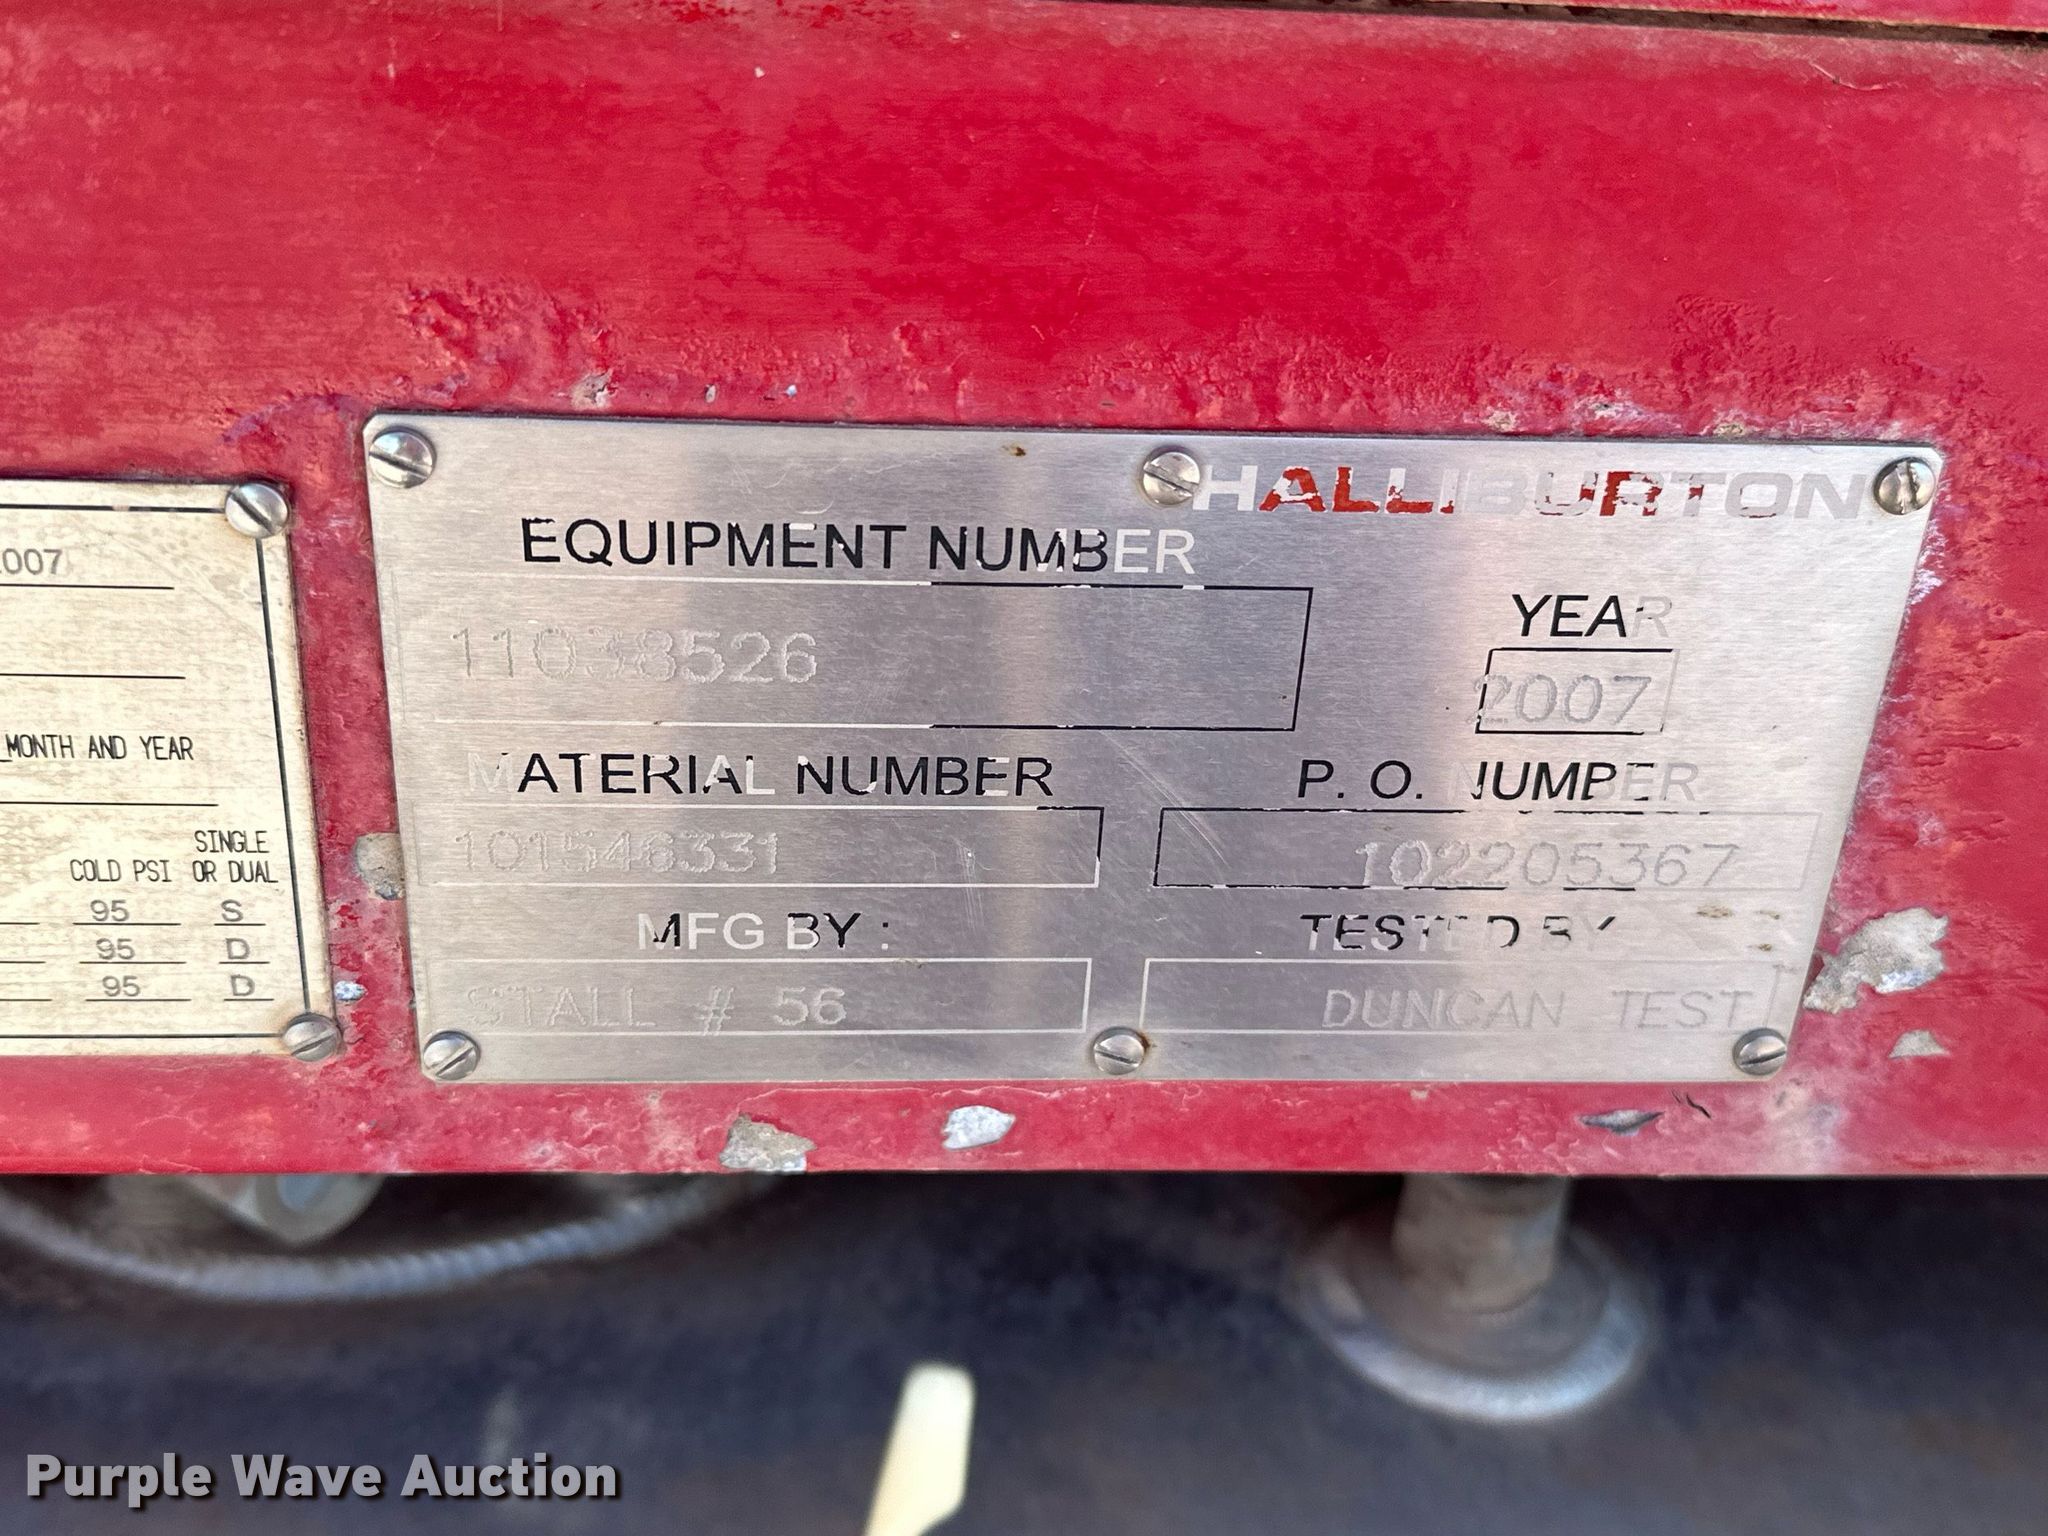 HALLIBURTON
EQUIPMENT NUMBER
11038526
YEAR
2007
MATERIAL NUMBER
P. O. NUMBER
101546331
102205367
MFG BY :
TESTED BY
STALL # 56
DUNCAN TEST
2007
MONTH AND YEAR
SINGLE
COLD PSI OR DUAL
95 S
95 D
95 D
Purple Wave Auction